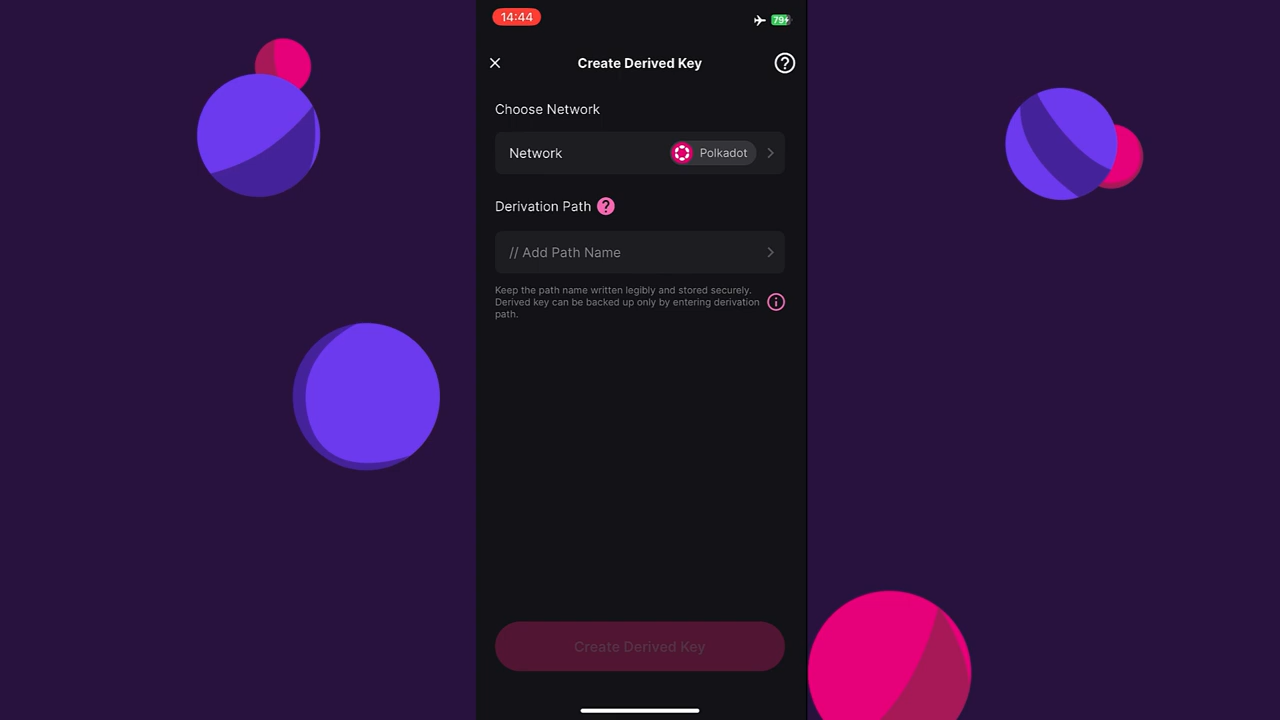 14:44
79
Create Derived Key
Choose Network
Network
Polkadot
Derivation Path ?
// Add Path Name
Keep the path name written legibly and stored securely.
Derived key can be backed up only by entering derivation
path.
Create Derived Key